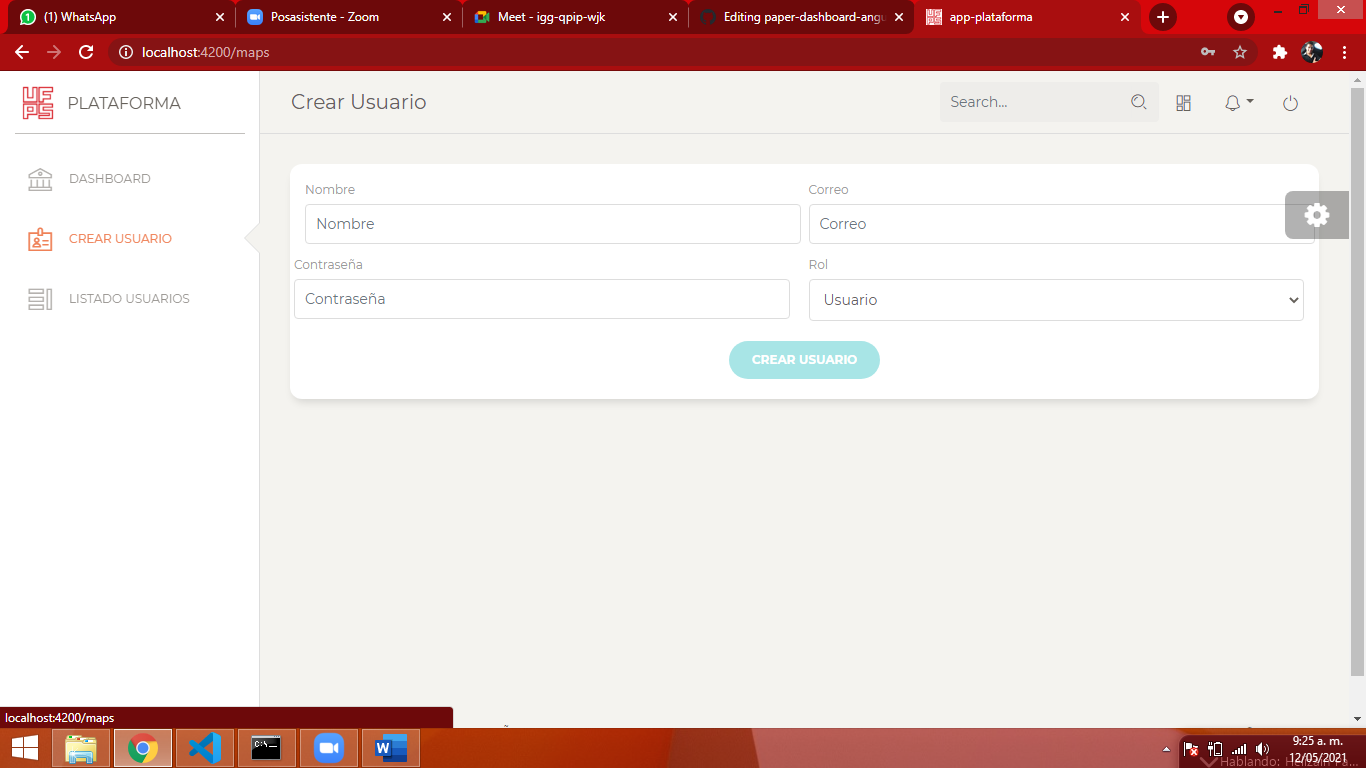 (1) WhatsApp
Posasistente - Zoom
Meet - igg-qpip-wjk
Editing paper-dashboard-angu
app-plataforma
localhost:4200/maps
UEPS PLATAFORMA
Crear Usuario
Search...
DASHBOARD
CREAR USUARIO
LISTADO USUARIOS
Nombre
Correo
Nombre
Correo
Contraseña
Rol
Contraseña
Usuario
CREAR USUARIO
localhost:4200/maps
C:\
9:25 a. m.
12/05/2021
Hablando: